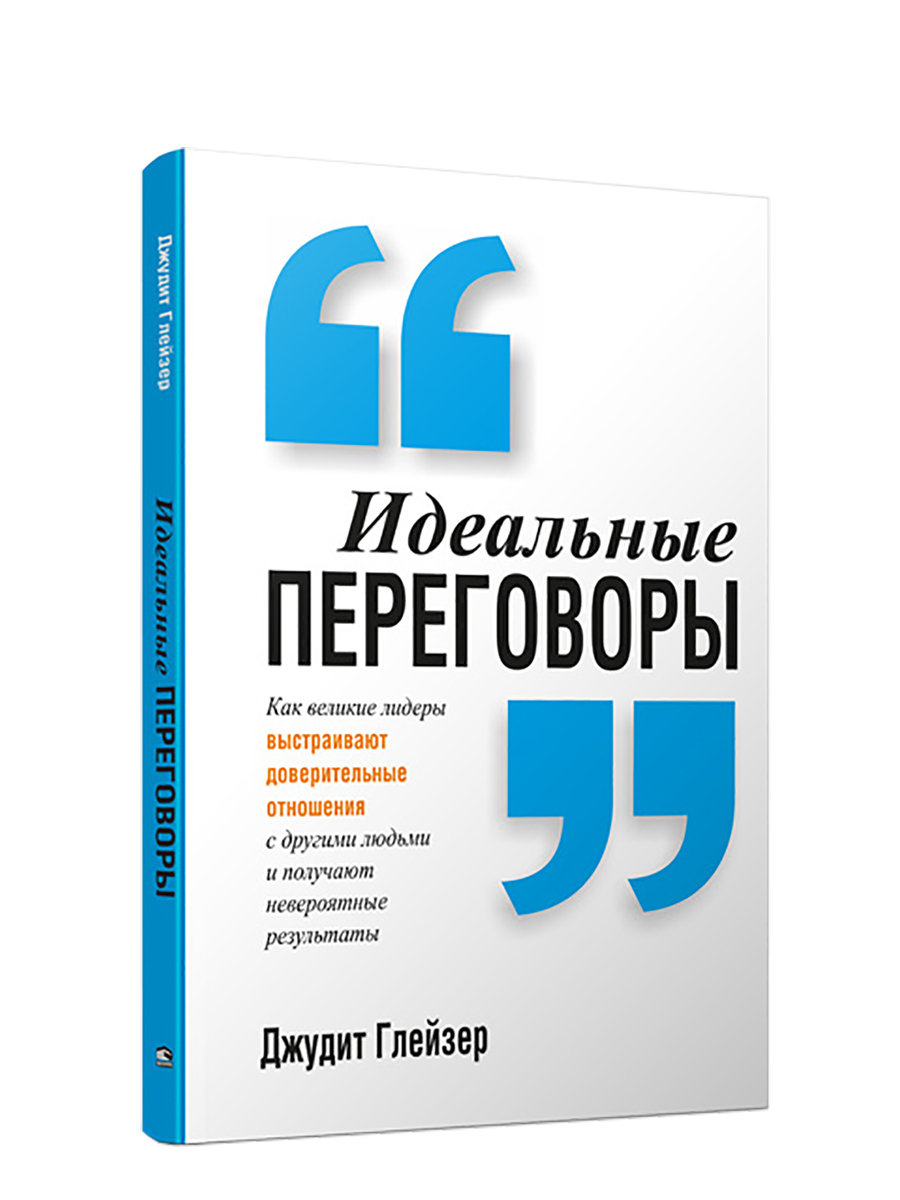 Джудит Глейзер
Идеальные ПЕРЕГОВОРЫ
Идеальные
ПЕРЕГОВОРЫ
Как великие лидеры
выстраивают
доверительные
отношения
с другими людьми
и получают
невероятные
результаты
Джудит Глейзер